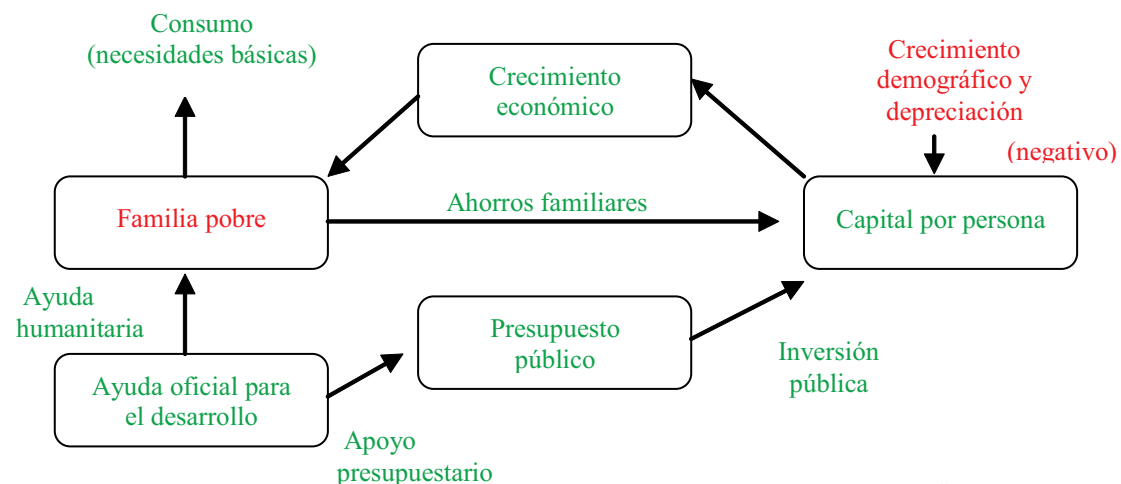 Consumo
(necesidades básicas)
Crecimiento
económico
Crecimiento
demográfico y
depreciación
(negativo)
Familia pobre
Ahorros familiares
Capital por persona
Ayuda
humanitaria
Presupuesto
público
Inversión
pública
Ayuda oficial para
el desarrollo
Apoyo
presupuestario